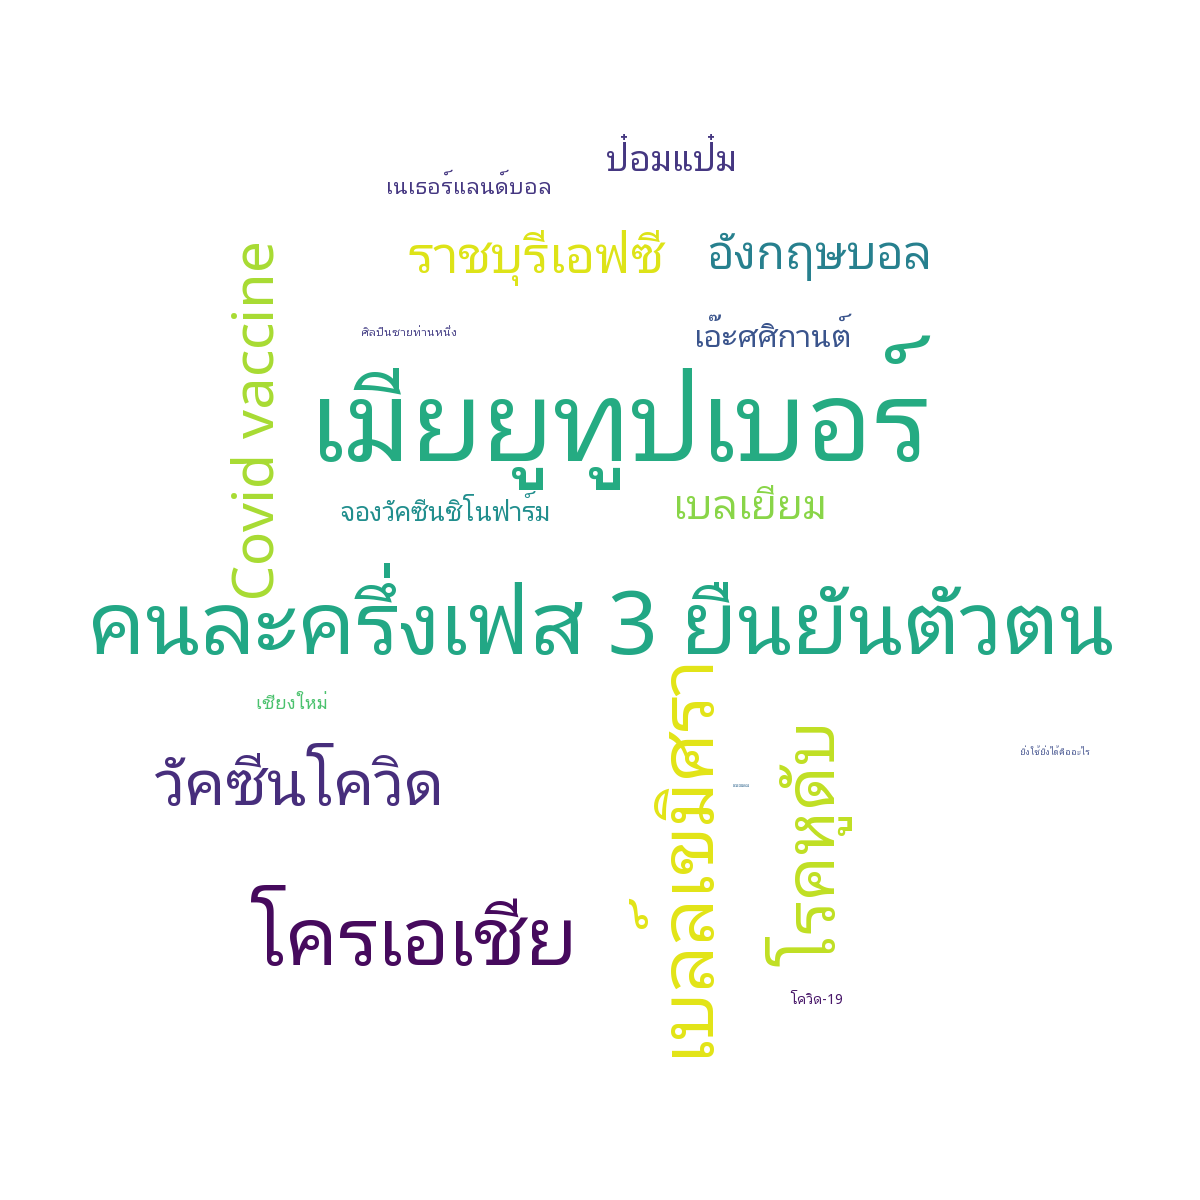 ป๋อมแป๋ม
เนเธอร์แลนด์บอล
ราชบุรีเอฟซี
อังกฤษบอล
Covid vaccine
ศิลปินชายท่านหนึ่ง
เอ๊ะศศิกานต์
เมียยูทูปเบอร์
จองวัคซีนซิโนฟาร์ม
เบลเยียม
คนละครึ่งเฟส 3 ยืนยันตัวตน
เชียงใหม่
วัคซีนโควิด
เบลล์เขมิศรา
โรคหูดับ
ยิ่งใช้ยิ่งได้คืออะไร
โครเอเชีย
โควิด-19